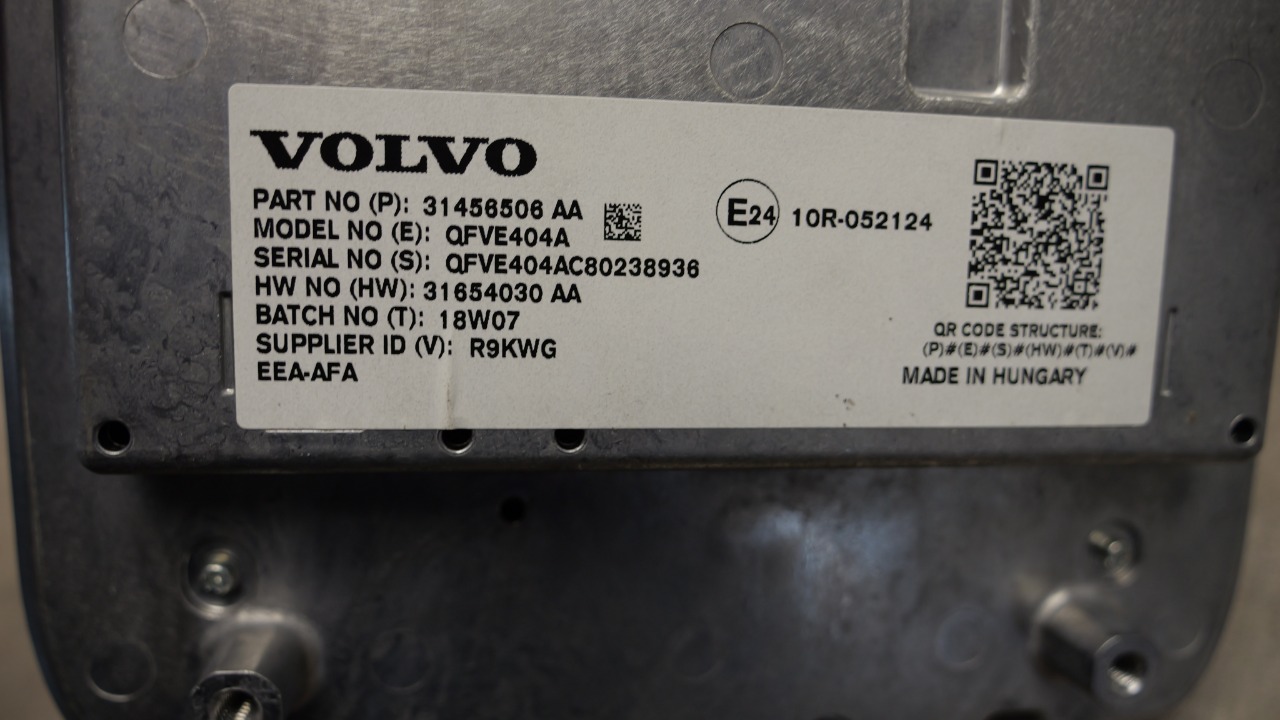 VOLVO
PART NO (P): 31456506 AA
MODEL NO (E): QFVE404A
SERIAL NO (S): QFVE404AC80238936
HW NO (HW): 31654030 AA
BATCH NO (T): 18W07
SUPPLIER ID (V): R9KWG
EEA-AFA
E24 10R-052124
QR CODE STRUCTURE:
(P)#(E)#(S)#(HW)#(T)#(V)#
MADE IN HUNGARY